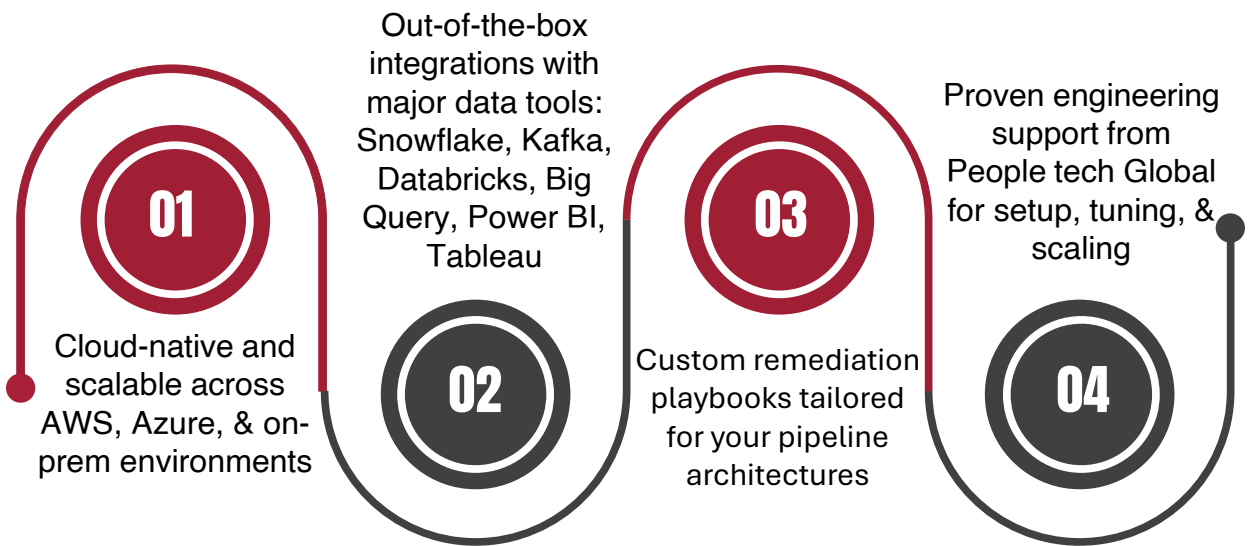 01
Cloud-native and
scalable across
AWS, Azure, & on-
prem environments
Out-of-the-box
integrations with
major data tools:
Snowflake, Kafka,
Databricks, Big
Query, Power BI,
Tableau
02
03
Custom remediation
playbooks tailored
for your pipeline
architectures
Proven engineering
support from
People tech Global
for setup, tuning, &
scaling
04